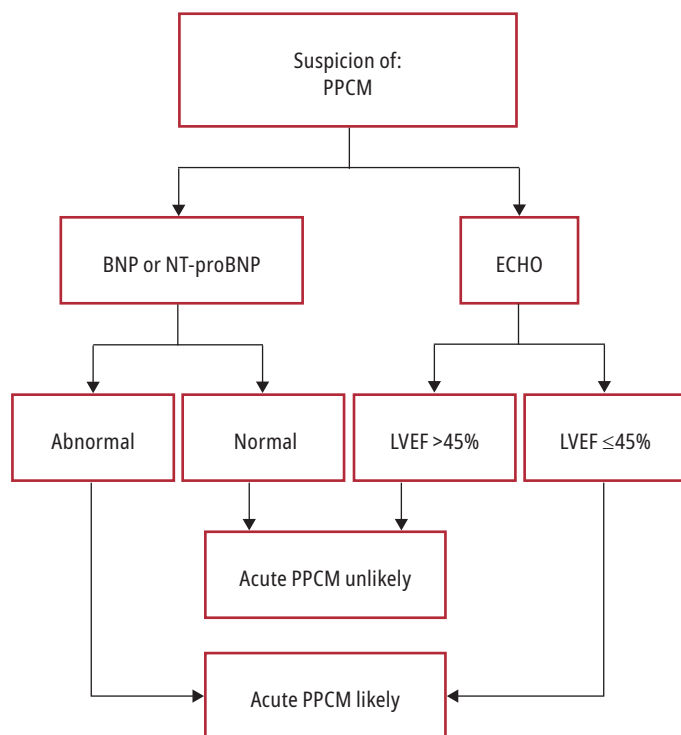 Suspicion of:
PPCM
BNP or NT-proBNP
ECHO
Abnormal
Normal
LVEF >45%
LVEF ≤45%
Acute PPCM unlikely
Acute PPCM likely